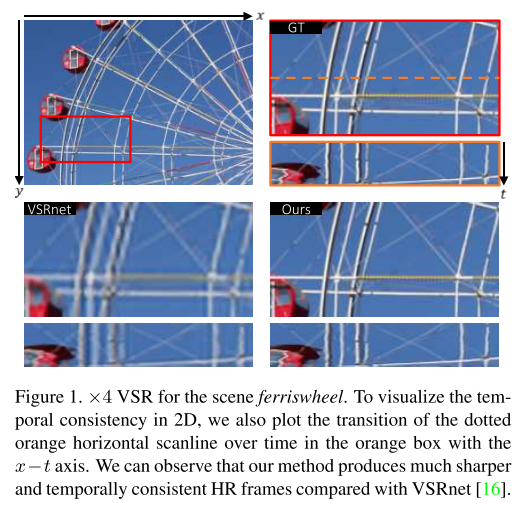 x
GT
y
t
VSRnet
Ours
Figure 1. ×4 VSR for the scene ferriswheel. To visualize the tem-
poral consistency in 2D, we also plot the transition of the dotted
orange horizontal scanline over time in the orange box with the
x−t axis. We can observe that our method produces much sharper
and temporally consistent HR frames compared with VSRnet [16].